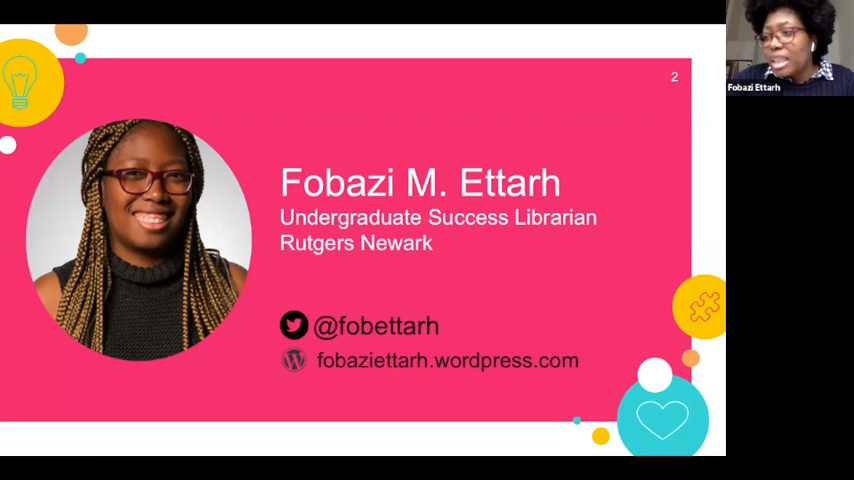 2
Fobazi M. Ettarh
Undergraduate Success Librarian
Rutgers Newark
@fobettarh
fobaziettarh.wordpress.com
Fobazi Ettarh